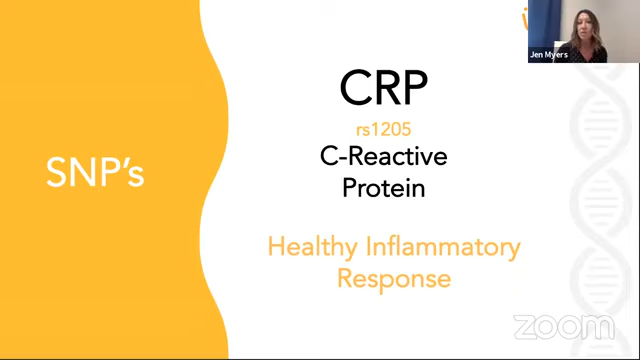 Jen Myers
CRP
rs1205
C-Reactive
Protein
SNP's
Healthy Inflammatory
Response
zoom